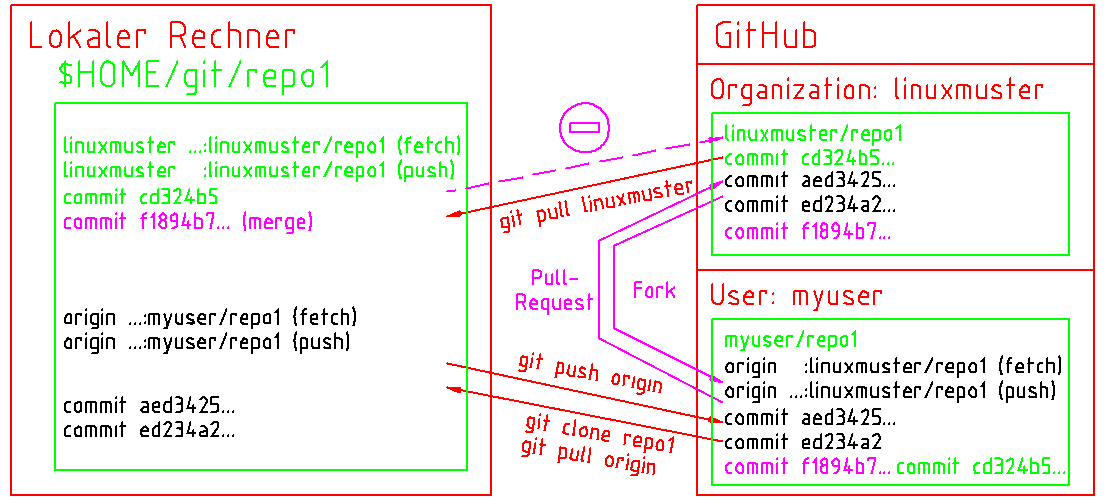 Lokaler Rechner
$HOME/git/repo1
linuxmuster ...:linuxmuster/repo1 (fetch)
linuxmuster :linuxmuster/repo1 (push)
commit cd324b5
commit f1894b7... (merge)
origin ...:myuser/repo1 (fetch)
origin ...:myuser/repo1 (push)
commit aed3425...
commit ed234a2...
git pull linuxmuster
Pull-
Request
Fork
git push origin
git clone repo1
git pull origin
GitHub
Organization: linuxmuster
linuxmuster/repo1
commit cd324b5...
commit aed3425...
commit ed234a2...
commit f1894b7...
User: myuser
myuser/repo1
origin :linuxmuster/repo1 (fetch)
origin ...:linuxmuster/repo1 (push)
commit aed3425...
commit ed234a2
commit f1894b7... commit cd324b5...